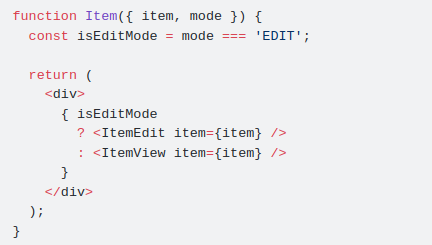 function Item({ item, mode }) {
  const isEditMode = mode === 'EDIT';

  return (
    <div>
      { isEditMode
        ? <ItemEdit item={item} />
        : <ItemView item={item} />
      }
    </div>
  );
}